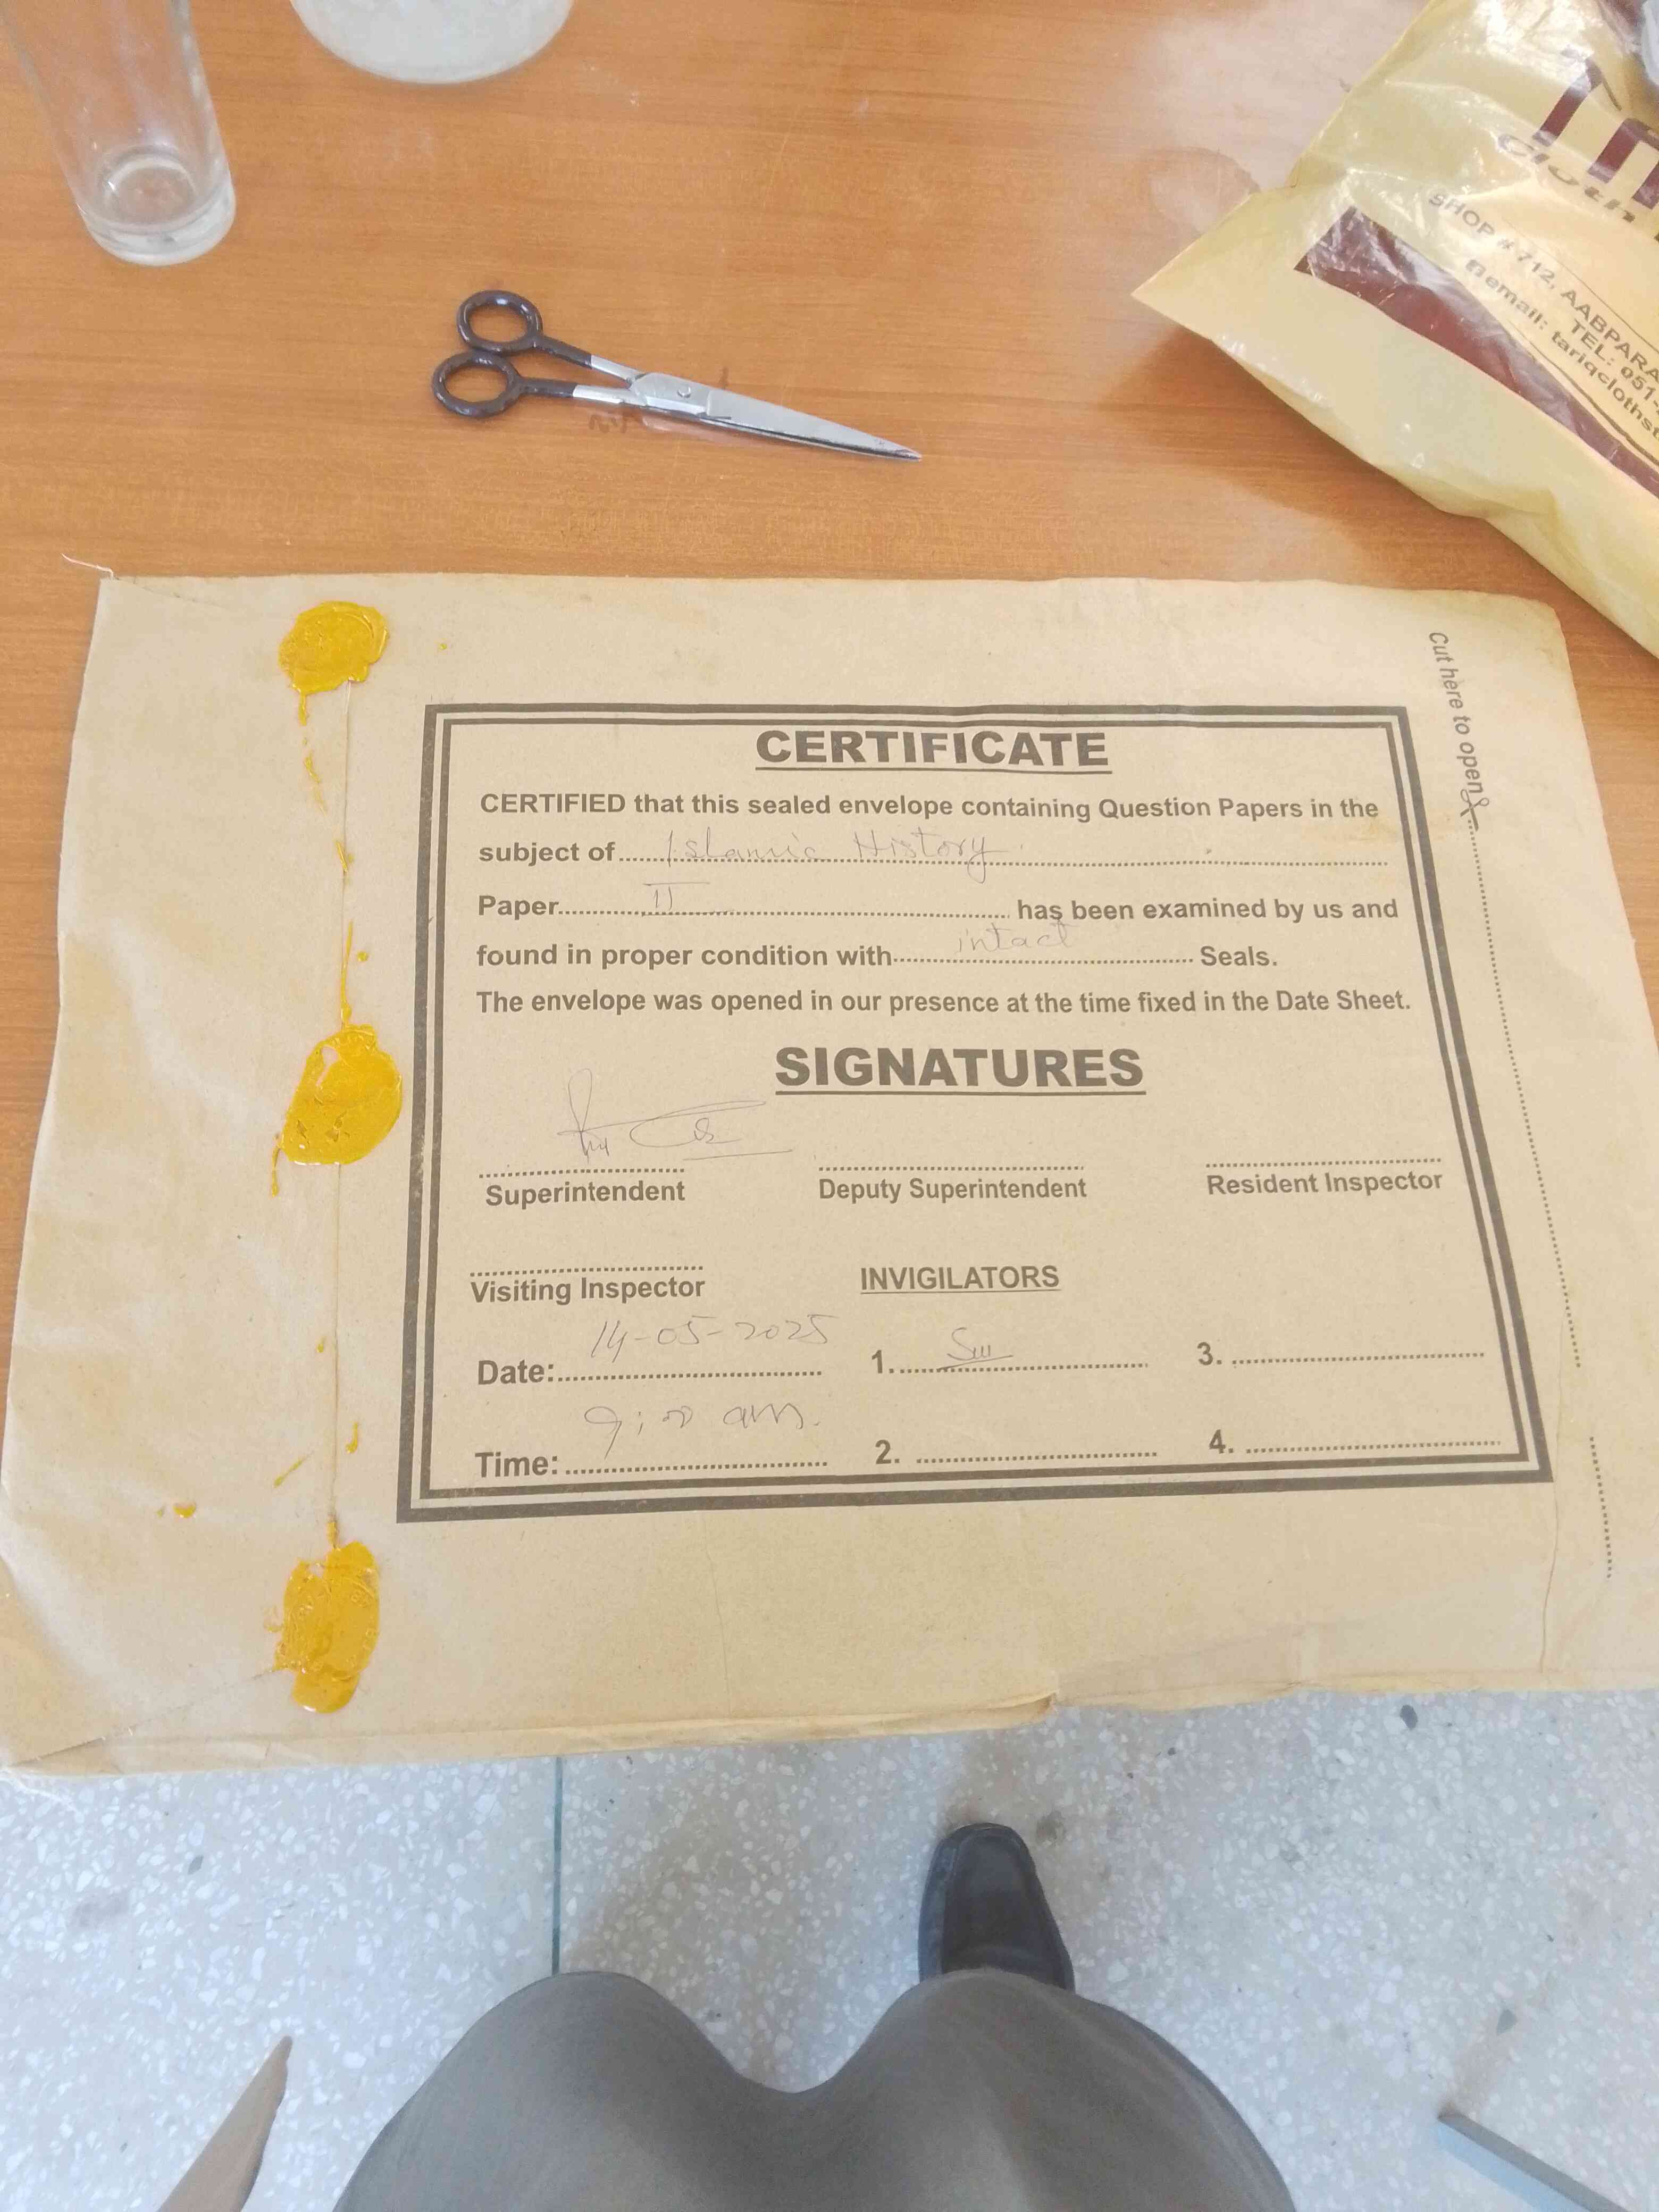 SHOP # 712, AABPARA
TEL: 051-
email: tariqclothst
Cut here to open
CERTIFICATE
CERTIFIED that this sealed envelope containing Question Papers in the
subject of Islamic History
Paper II has been examined by us and
found in proper condition with intact Seals.
The envelope was opened in our presence at the time fixed in the Date Sheet.
SIGNATURES
Superintendent Deputy Superintendent Resident Inspector
Visiting Inspector INVIGILATORS
Date: 14-05-2025 1. 3.
Time: am. 2. 4.